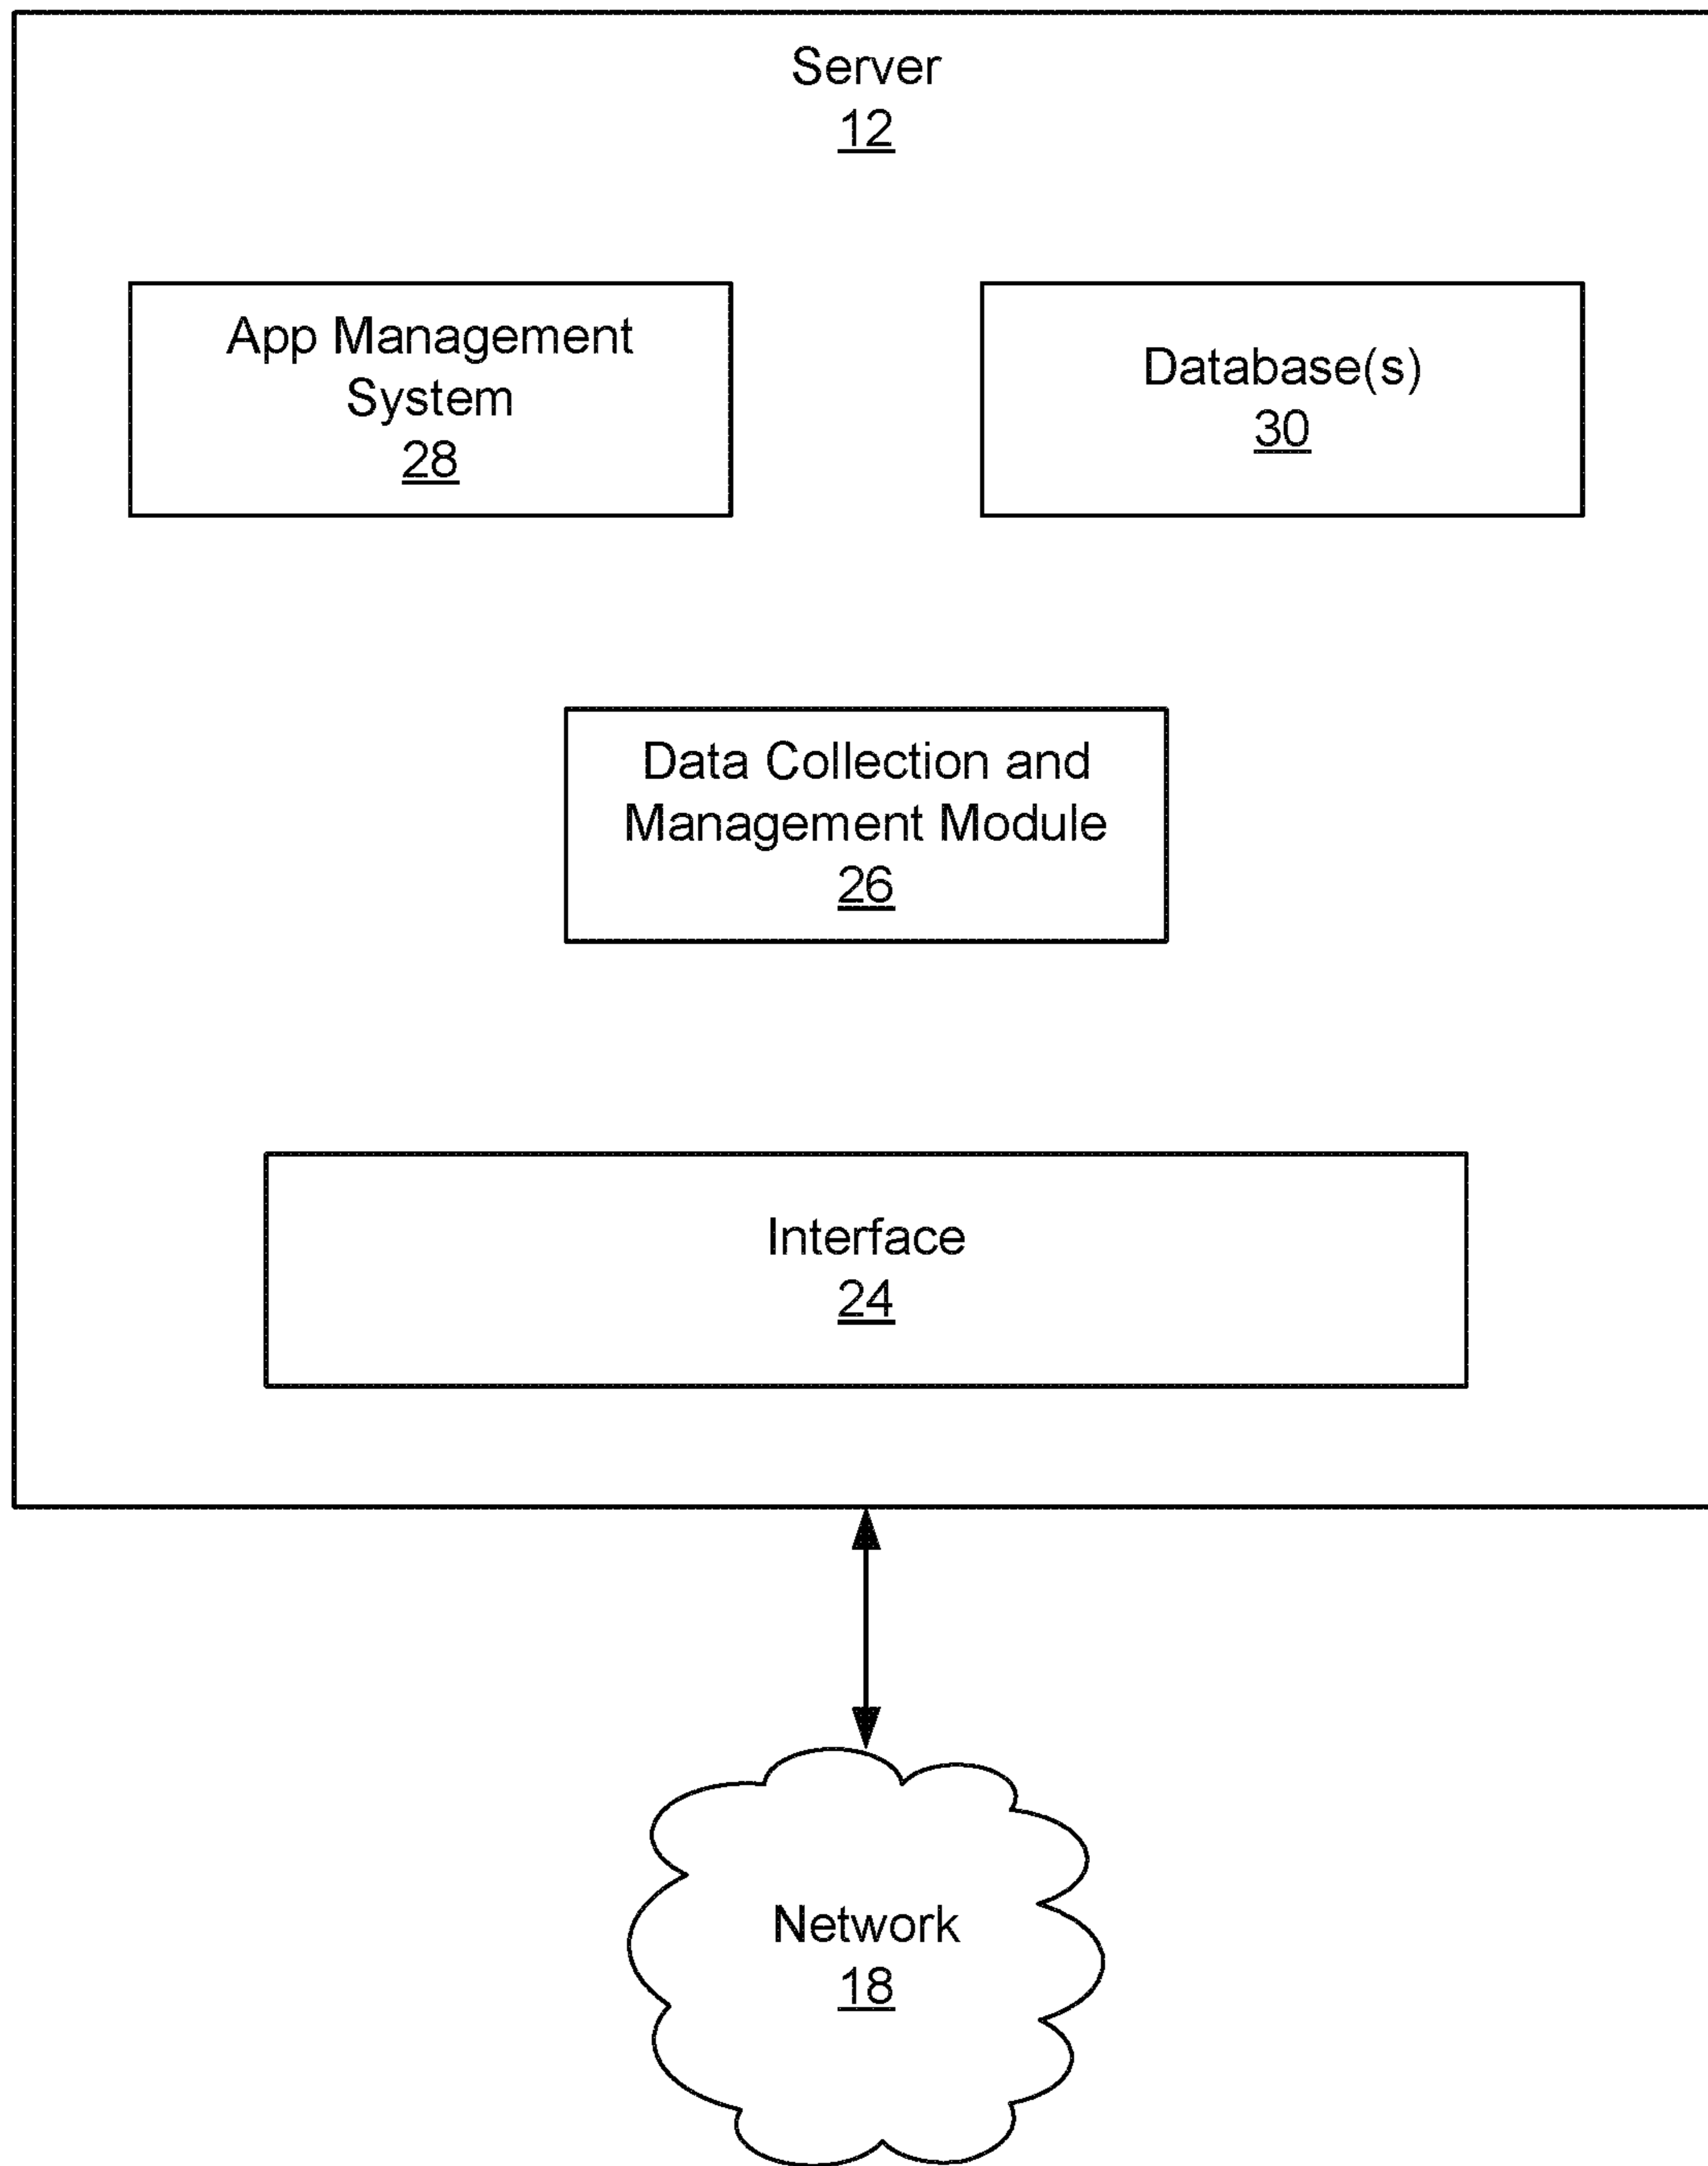 Server
12
App Management
System
28
Database(s)
30
Data Collection and
Management Module
26
Interface
24
Network
18